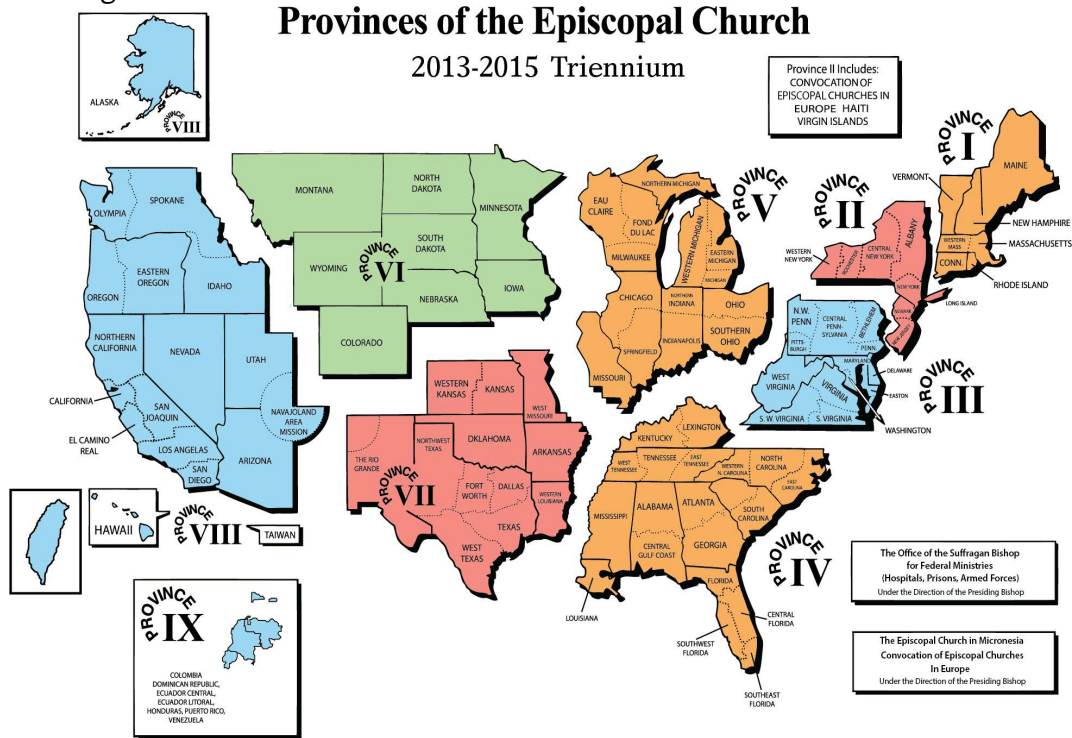 Provinces of the Episcopal Church
2013-2015 Triennium
ALASKA
PROVINCE
VIII
Province II Includes:
CONVOCATION OF
EPISCOPAL CHURCHES IN
EUROPE HAITI
VIRGIN ISLANDS
PROVINCE
I
MAINE
VERMONT
NEW HAMPHIRE
MASSACHUSETTS
WESTERN
MASS
CONN.
RHODE ISLAND
PROVINCE
II
WESTERN
NEW YORK
ROCHESTER
CENTRAL
NEW YORK
ALBANY
NEW YORK
LONG ISLAND
NEWARK
NEW JERSEY
PROVINCE
V
NORTHERN MICHIGAN
EAU
CLAIRE
FOND
DU LAC
MILWAUKEE
WESTERN MICHIGAN
EASTERN
MICHIGAN
MICHIGAN
CHICAGO
NORTHERN
INDIANA
OHIO
SOUTHERN
OHIO
INDIANAPOLIS
SPRINGFIELD
MISSOURI
MONTANA
NORTH
DAKOTA
MINNESOTA
SOUTH
DAKOTA
WYOMING
PROVINCE
VI
NEBRASKA
IOWA
COLORADO
OLYMPIA
SPOKANE
EASTERN
OREGON
OREGON
IDAHO
NORTHERN
CALIFORNIA
NEVADA
UTAH
CALIFORNIA
SAN
JOAQUIN
EL CAMINO
REAL
LOS ANGELAS
SAN
DIEGO
NAVAJOLAND
AREA
MISSION
ARIZONA
HAWAII
PROVINCE
VIII
TAIWAN
WESTERN
KANSAS
KANSAS
WEST
MISSOURI
THE RIO
GRANDE
NORTHWEST
TEXAS
DKLAHOMA
ARKANSAS
PROVINCE
VII
FORT
WORTH
DALLAS
WESTERN
LOUISIANA
TEXAS
WEST
TEXAS
N.W.
PENN
CENTRAL
PENN-
SYLVANIA
BETHLEHEM
PITTS-
BURGH
PENN.
MARYLAND
DELAWARE
WEST
VIRGINIA
VIRGINIA
EASTON
S. W. VIRGINIA
S. VIRGINIA
WASHINGTON
PROVINCE
III
KENTUCKY
LEXINGTON
WEST
TENNESSEE
TENNESSEE
EAST
TENNESSEE
WESTERN
N. CAROLINA
NORTH
CAROLINA
EAST
CAROLINA
MISSISSIPPI
ALABAMA
ATLANTA
SOUTH
CAROLINA
CENTRAL
GULF COAST
GEORGIA
PROVINCE
IV
LOUISIANA
FLORIDA
CENTRAL
FLORIDA
SOUTHWEST
FLORIDA
SOUTHEAST
FLORIDA
PROVINCE
IX
COLOMBIA
DOMINICAN REPUBLIC,
ECUADOR CENTRAL,
ECUADOR LITORAL,
HONDURAS, PUERTO RICO,
VENEZUELA
The Office of the Suffragan Bishop
for Federal Ministries
(Hospitals, Prisons, Armed Forces)
Under the Direction of the Presiding Bishop
The Episcopal Church in Micronesia
Convocation of Episcopal Churches
In Europe
Under the Direction of the Presiding Bishop